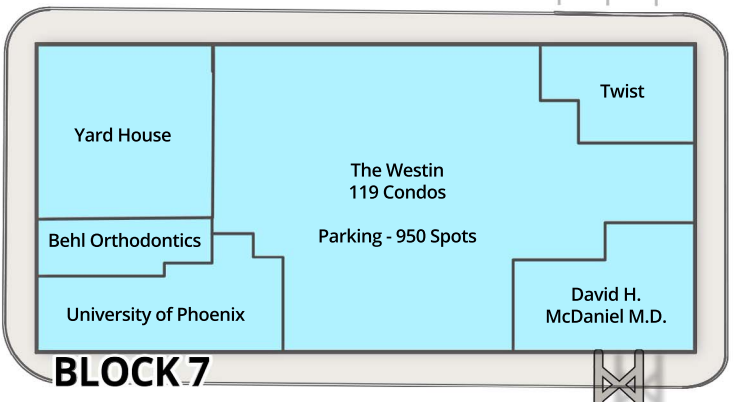 Yard House
Twist
The Westin
119 Condos
Parking - 950 Spots
Behl Orthodontics
University of Phoenix
David H.
McDaniel M.D.
BLOCK 7